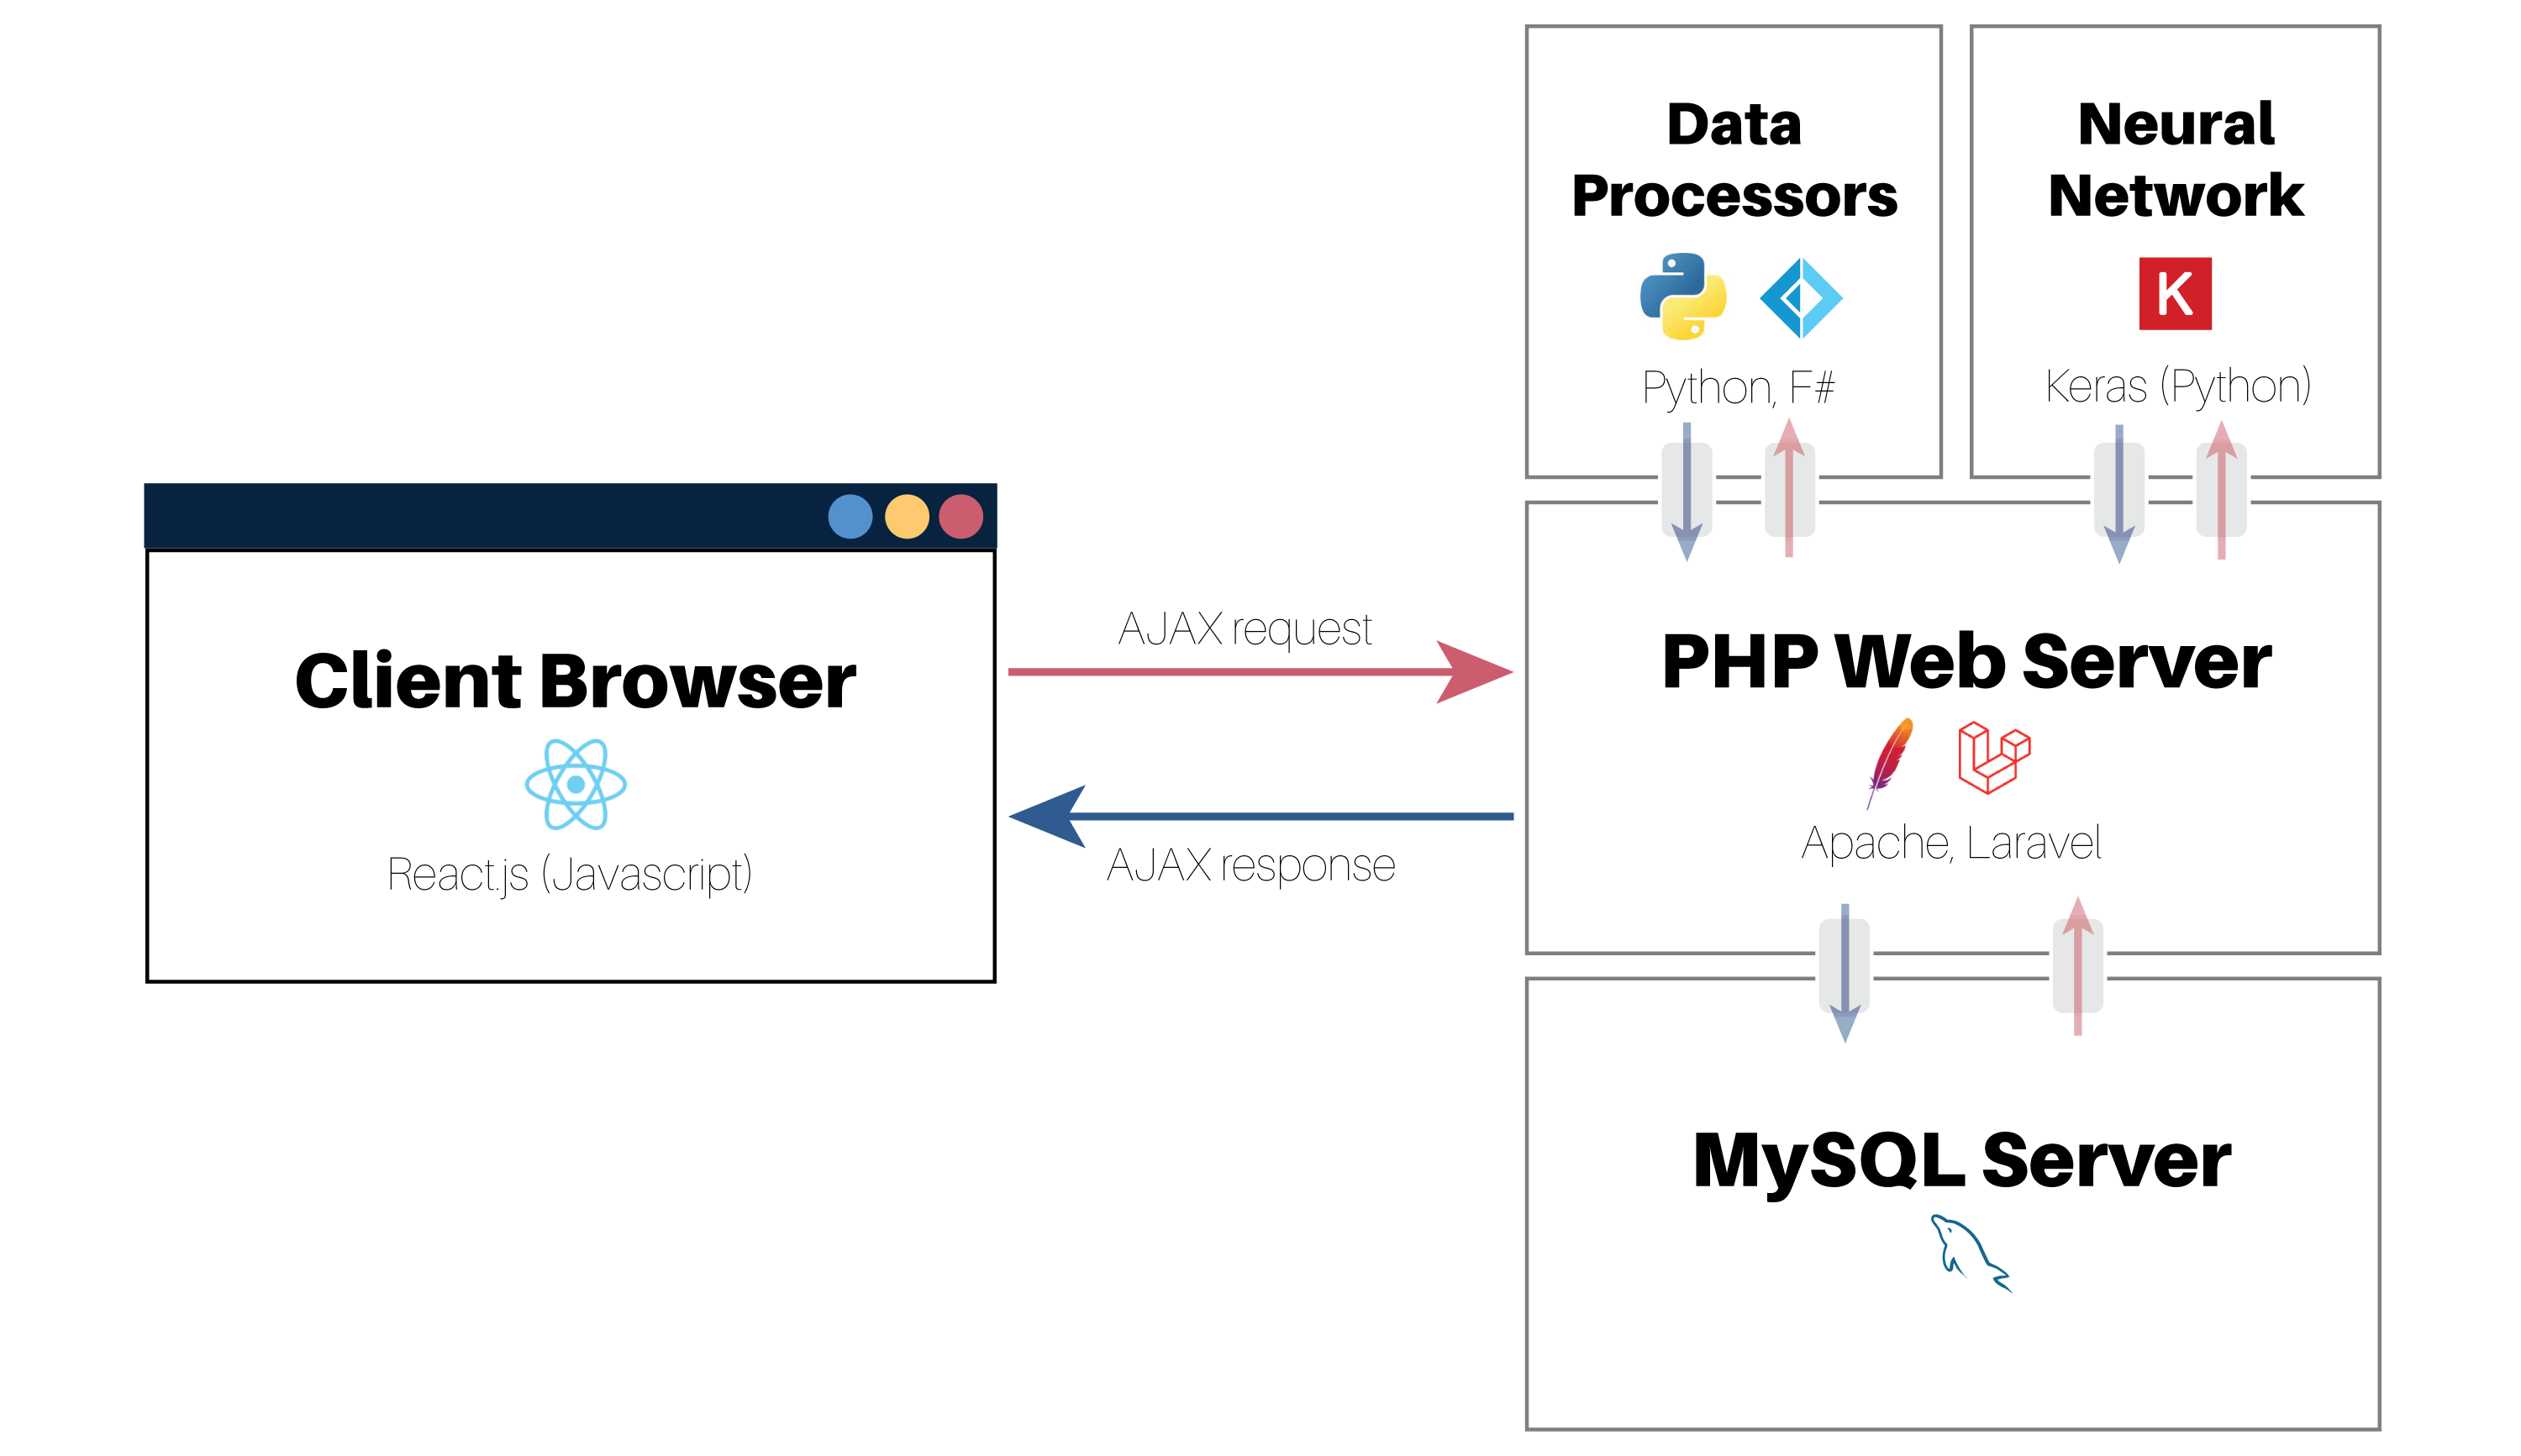 Data
Processors
Python, F#
Neural
Network
K
Keras (Python)
Client Browser
React.js (Javascript)
AJAX request
AJAX response
PHP Web Server
Apache, Laravel
MySQL Server